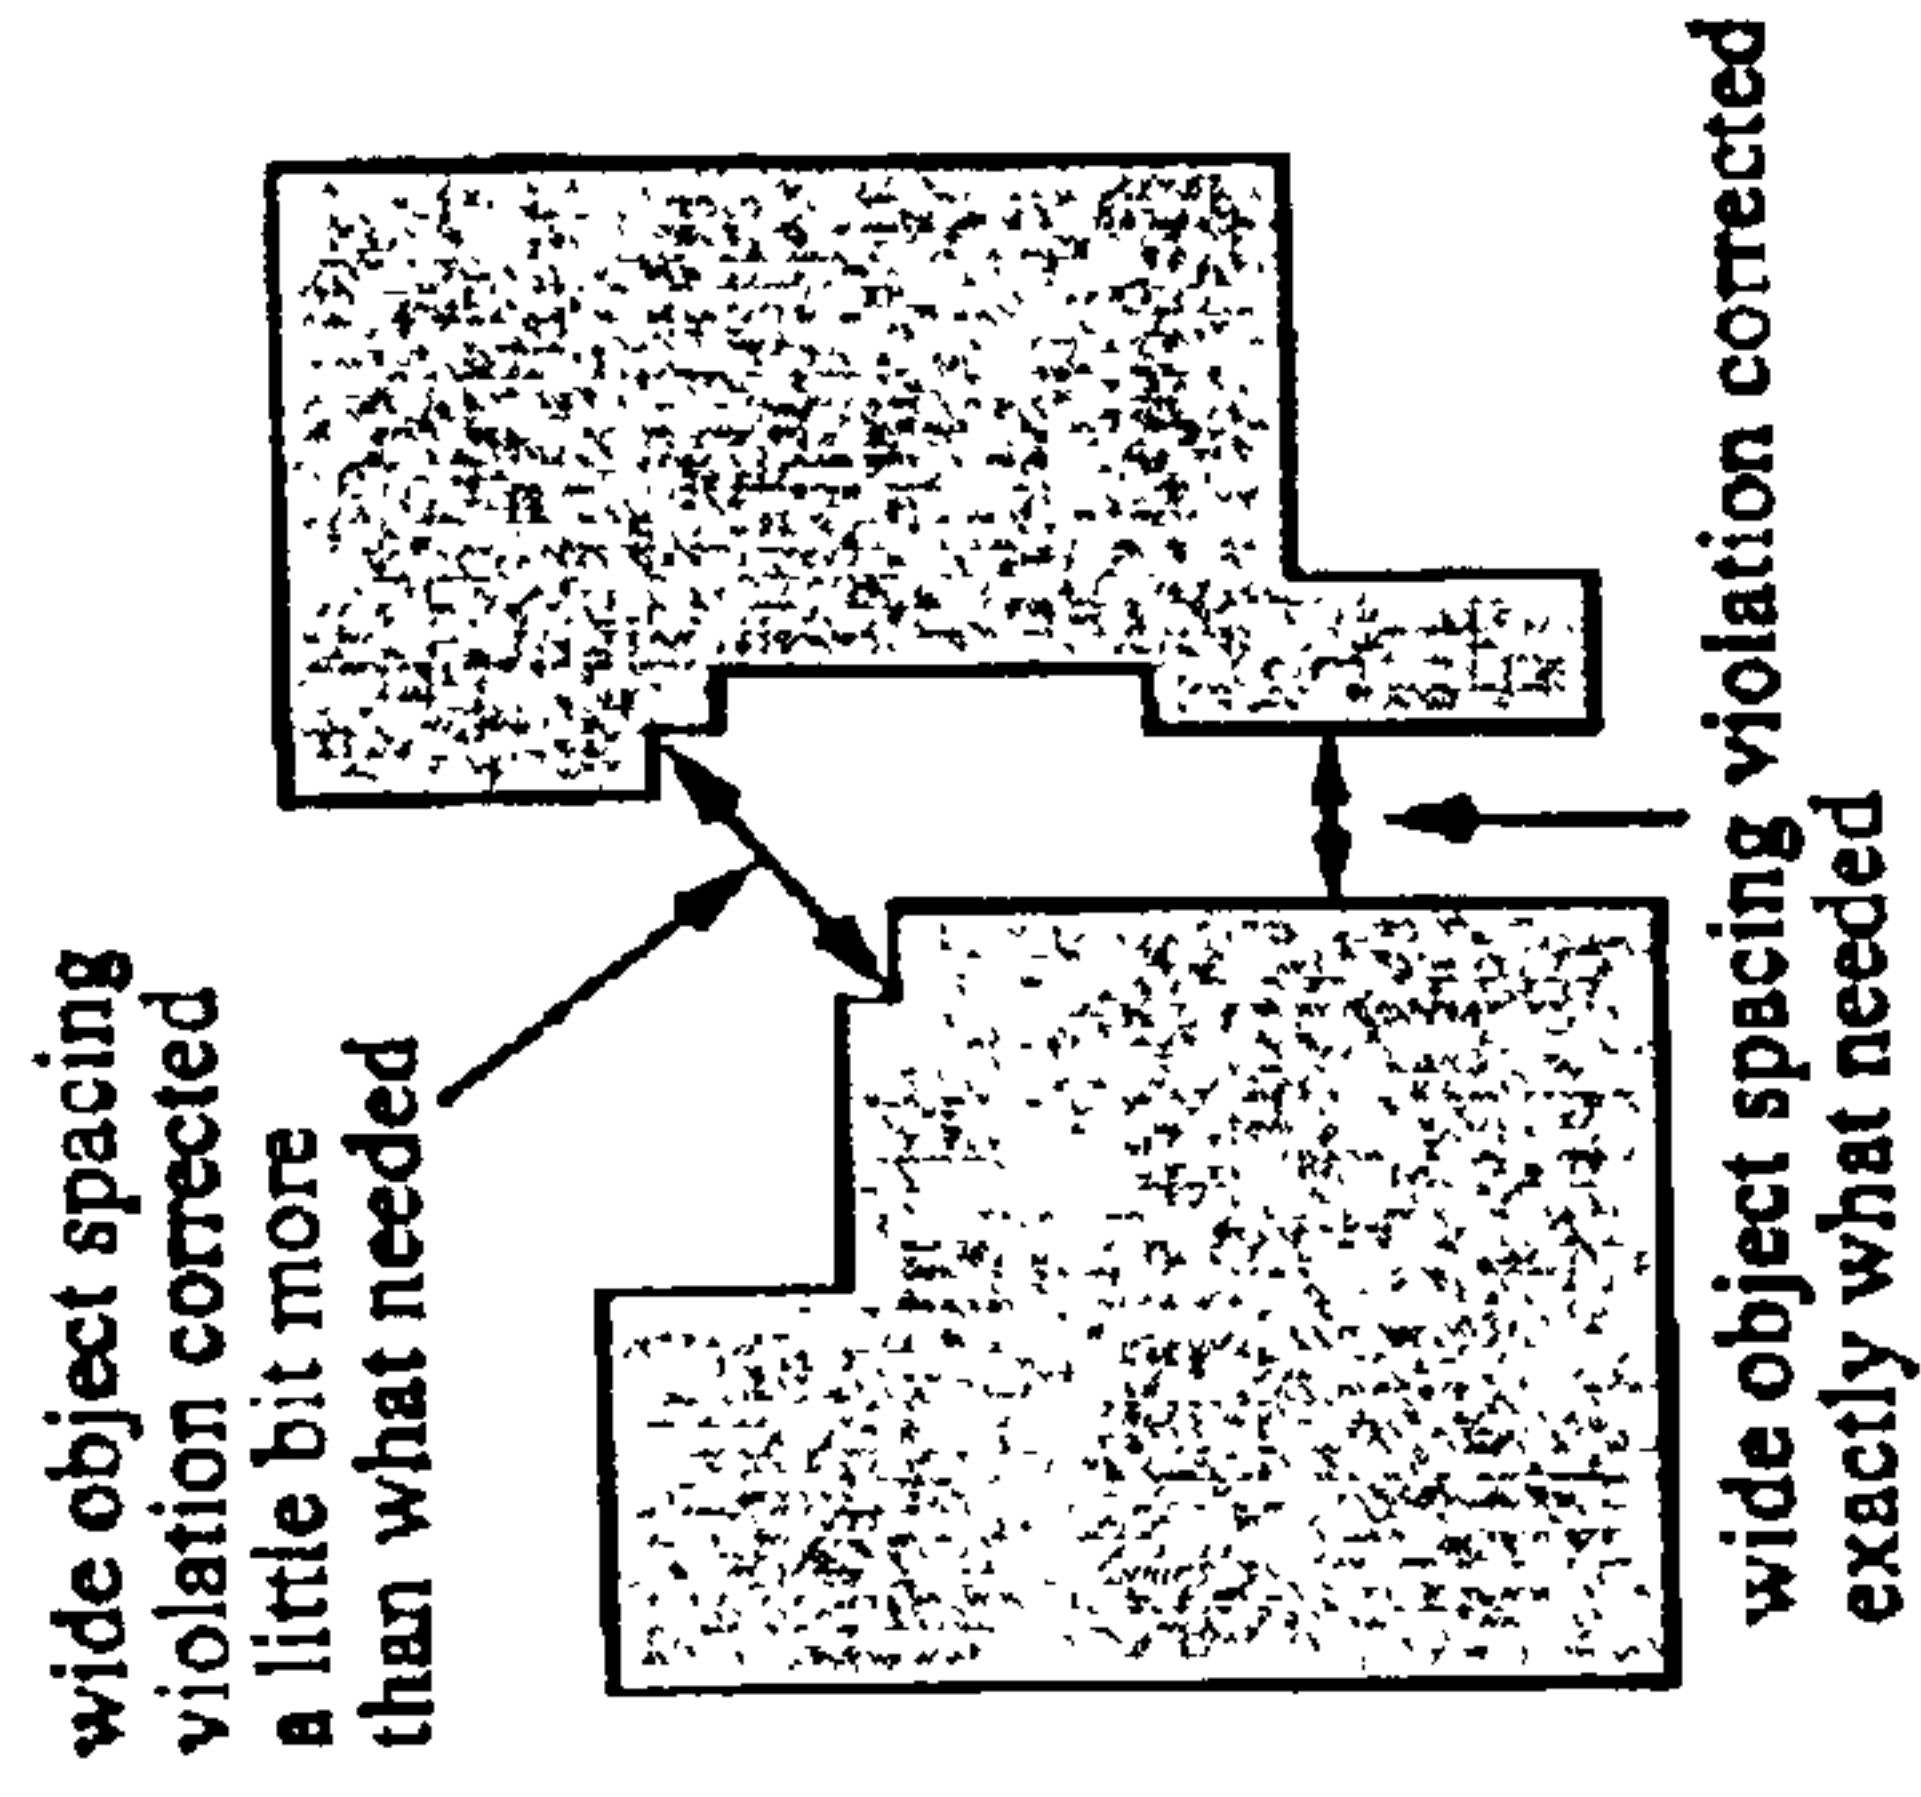 wide object spacing
violation corrected
a little bit more
than what needed
wide object spacing violation corrected
exactly what needed